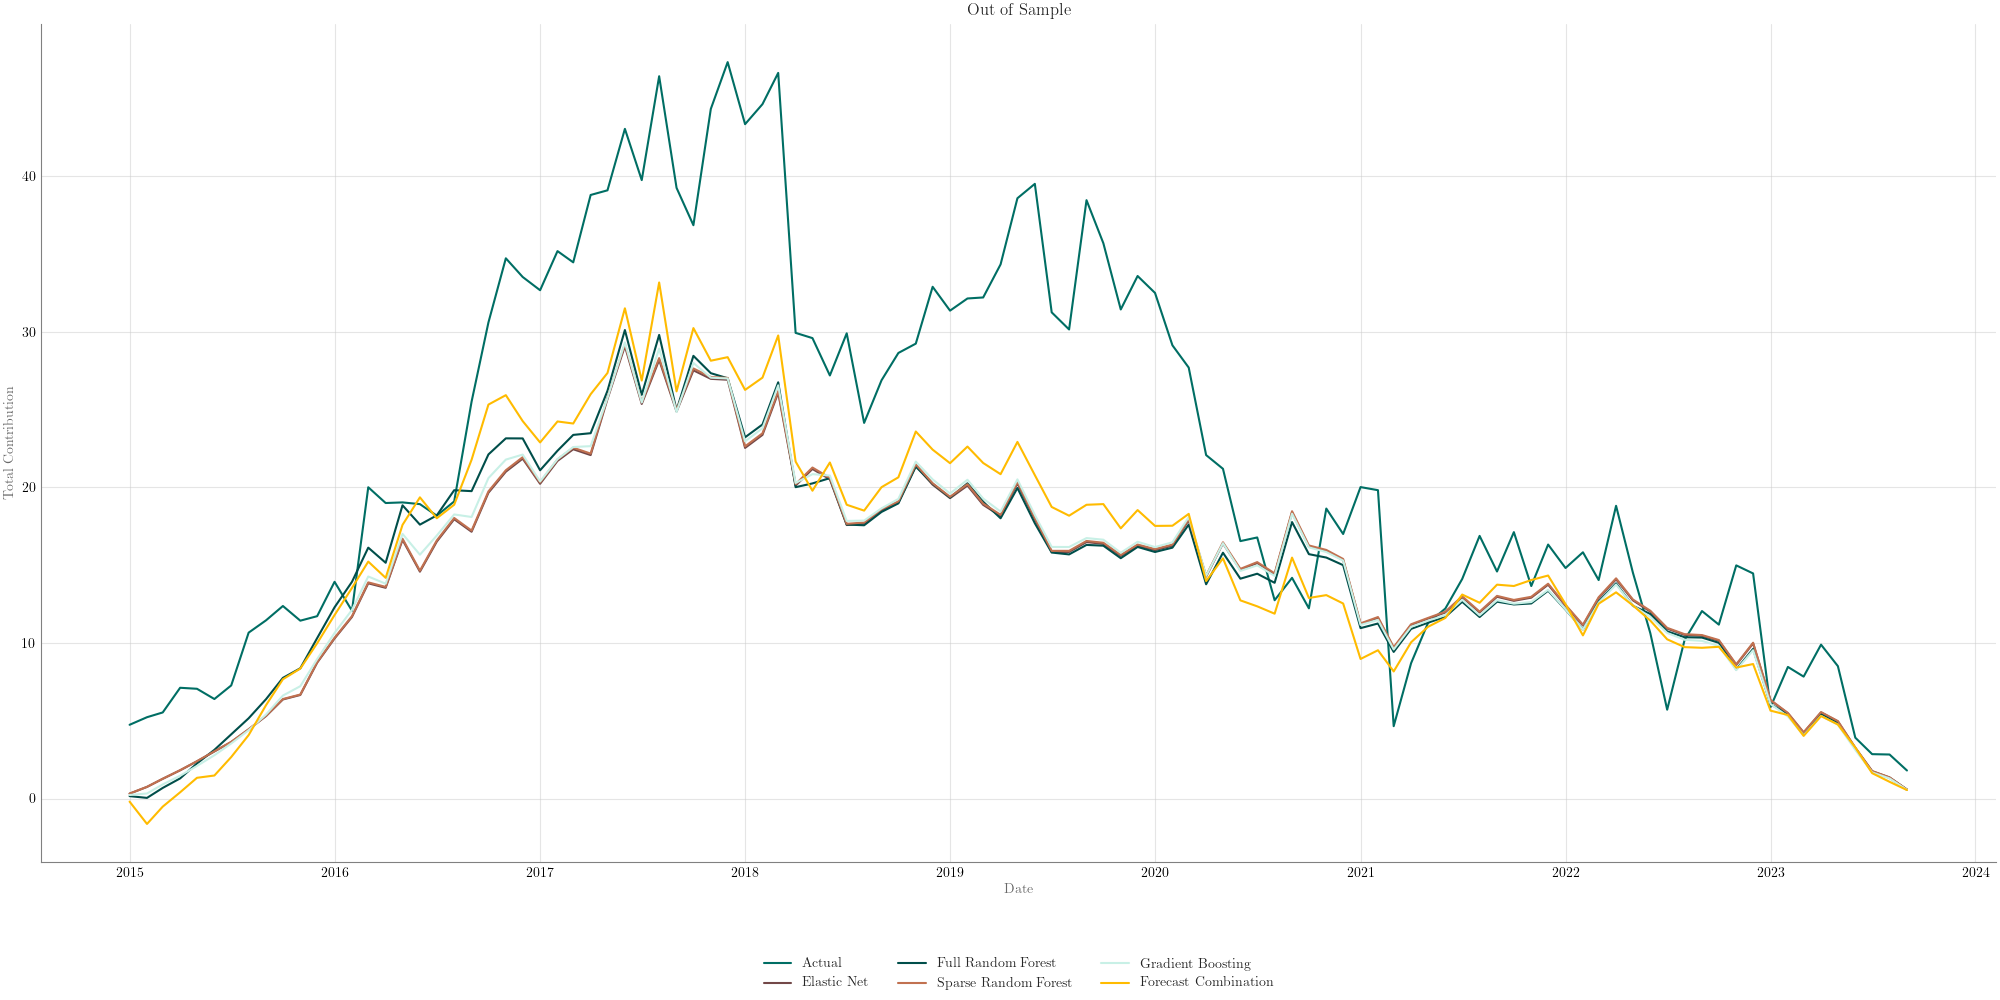 Out of Sample
Total Contribution
40
30
20
10
0
2015 2016 2017 2018 2019 2020 2021 2022 2023 2024
Date
Actual Full Random Forest Gradient Boosting
Elastic Net Sparse Random Forest Forecast Combination